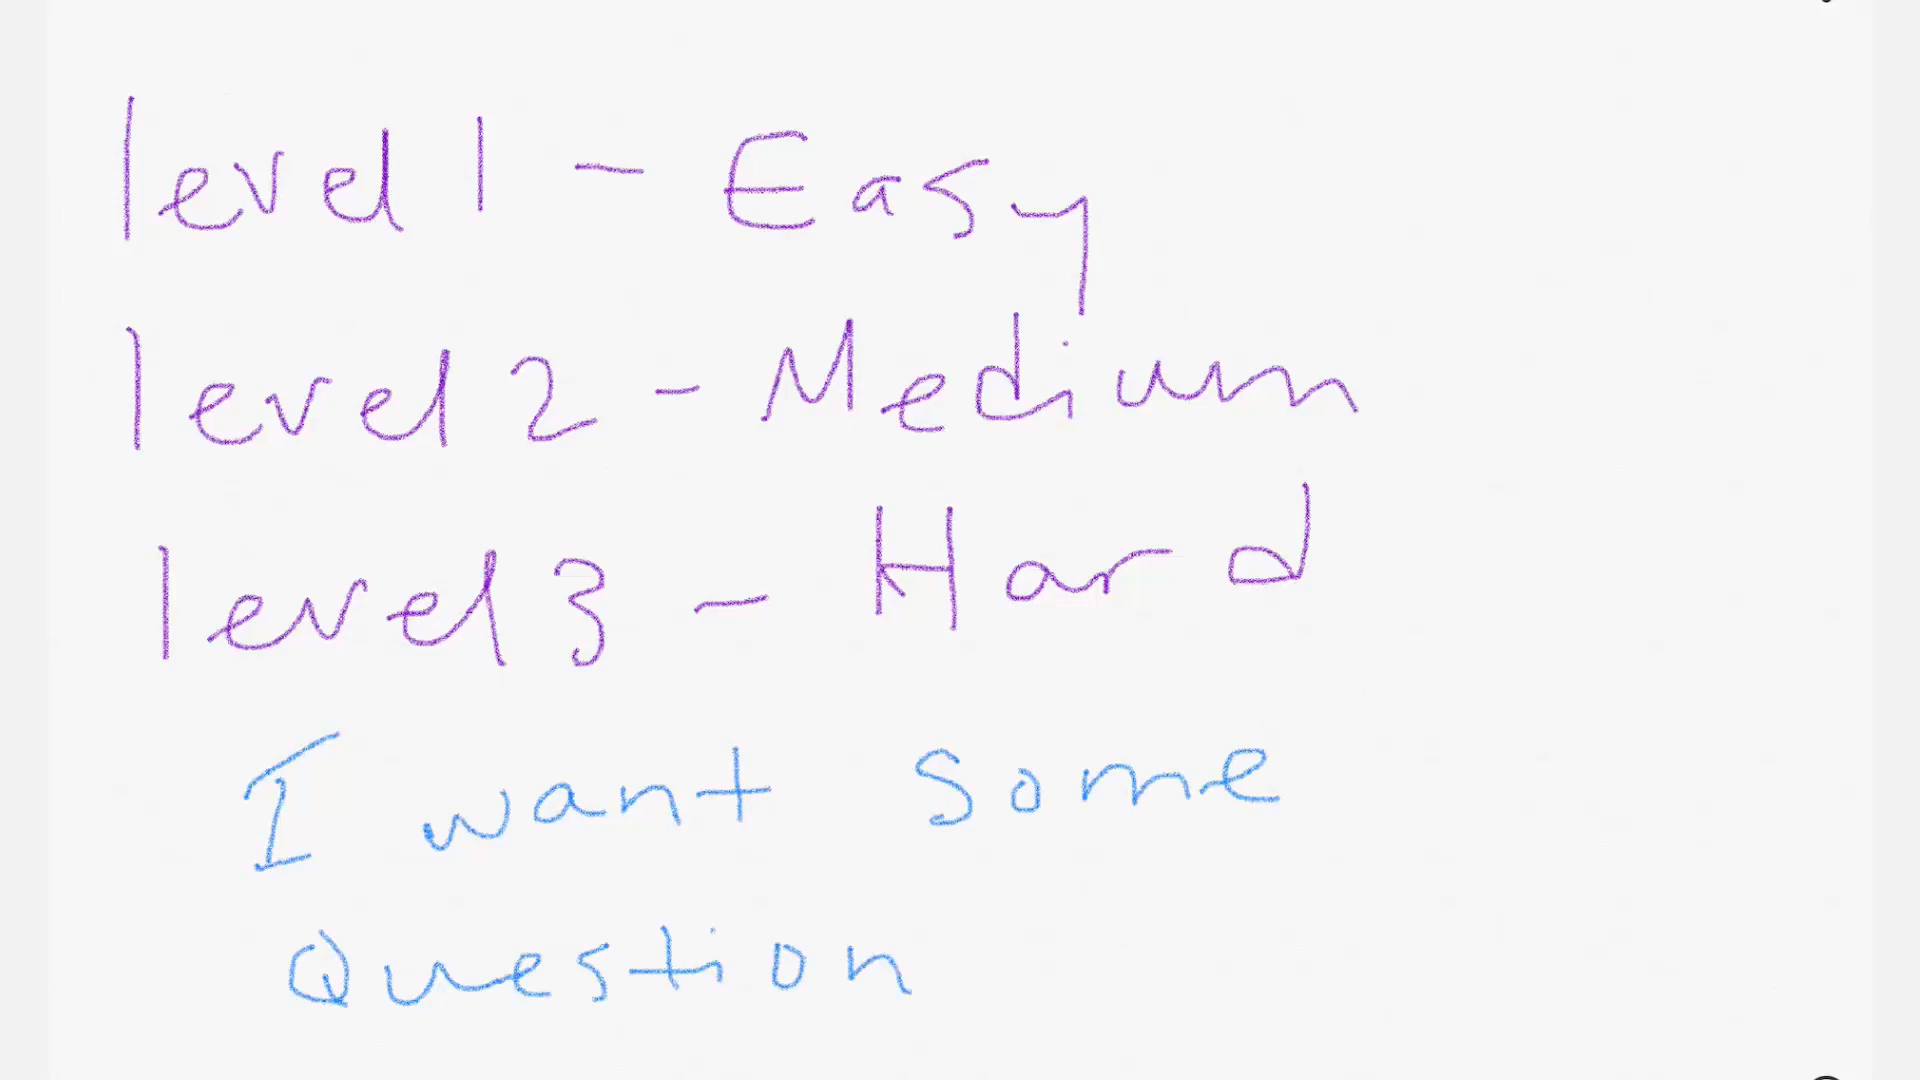 level 1 - Easy
level 2 - Medium
level 3 - Hard
I want some
Question